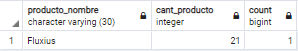 producto_nombre cant_producto count
character varying (30) integer bigint
1 Fluxius 21 1